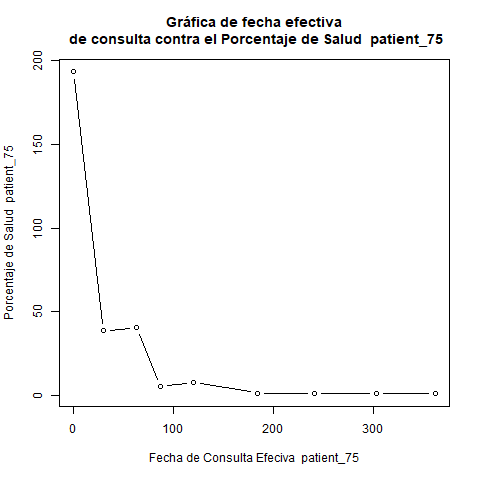 Gráfica de fecha efectiva
de consulta contra el Porcentaje de Salud patient_75
Porcentaje de Salud patient_75
200
150
100
50
0
0 100 200 300
Fecha de Consulta Efeciva patient_75